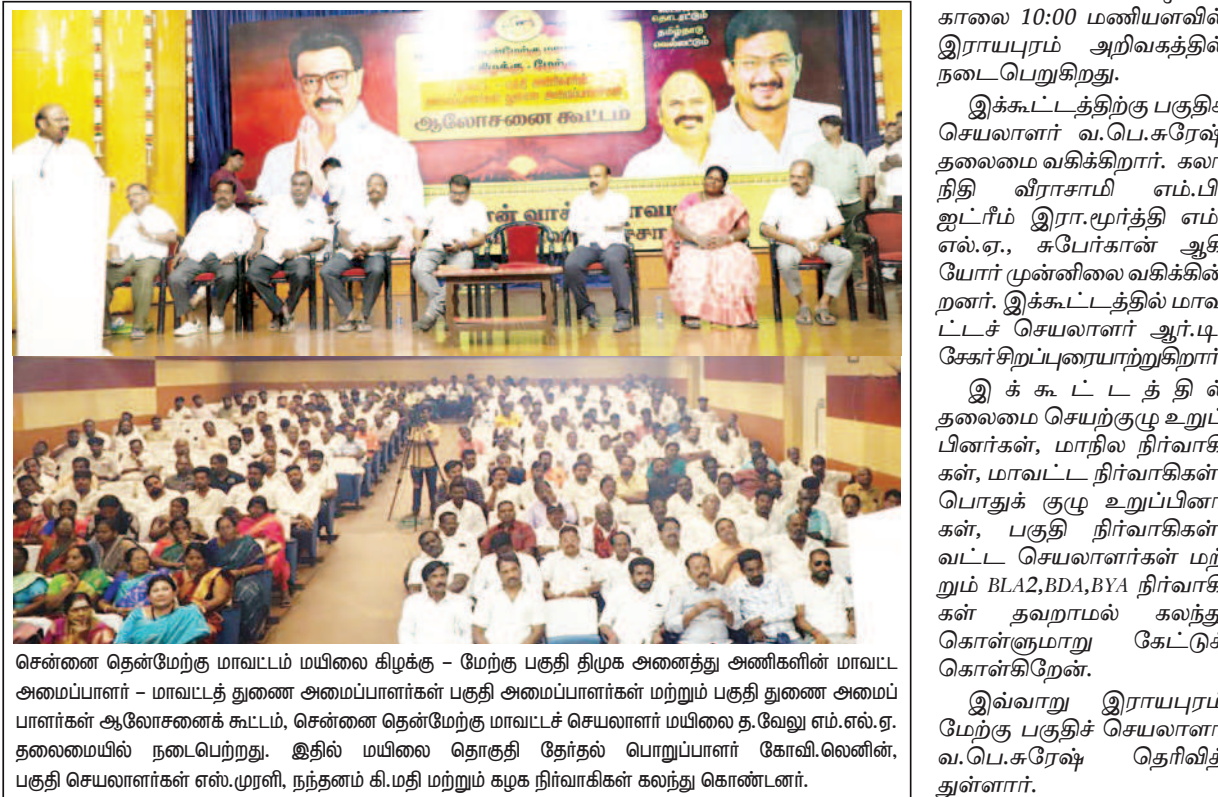 தொடரட்டும்
தமிழ்நாடு
வெல்லட்டும்
கிழக்கு - மேற்கு
ஆலோசனை கூட்டம்
சென்னை தென்மேற்கு மாவட்டம் மயிலை கிழக்கு – மேற்கு பகுதி திமுக அனைத்து அணிகளின் மாவட்ட
அமைப்பாளர் – மாவட்டத் துணை அமைப்பாளர்கள் பகுதி அமைப்பாளர்கள் மற்றும் பகுதி துணை அமைப்
பாளர்கள் ஆலோசனைக் கூட்டம், சென்னை தென்மேற்கு மாவட்டச் செயலாளர் மயிலை த.வேலு எம்.எல்.ஏ.
தலைமையில் நடைபெற்றது. இதில் மயிலை தொகுதி தேர்தல் பொறுப்பாளர் கோவி.லெனின்,
பகுதி செயலாளர்கள் எஸ்.முரளி, நந்தனம் கி.மதி மற்றும் கழக நிர்வாகிகள் கலந்து கொண்டனர்.
காலை 10:00 மணியளவில்
இராயபுரம் அறிவகத்தில்
நடைபெறுகிறது.
இக்கூட்டத்திற்கு பகுதிக்
செயலாளர் வ.பெ.சுரேஷ்
தலைமை வகிக்கிறார். கலா
நிதி வீராசாமி எம்.பி.
ஐட்ரீம் இரா.மூர்த்தி எம்.
எல்.ஏ., சுபேர்கான் ஆகி
யோர் முன்னிலை வகிக்கின்
றனர். இக்கூட்டத்தில் மாவ
ட்டச் செயலாளர் ஆர்.டி.
சேகர் சிறப்புரையாற்றுகிறார்
இக்கூட்டத்தில்
தலைமை செயற்குழு உறுப்
பினர்கள், மாநில நிர்வாகி
கள், மாவட்ட நிர்வாகிகள்
பொதுக் குழு உறுப்பினர்
கள், பகுதி நிர்வாகிகள்
வட்ட செயலாளர்கள் மற்
றும் BLA2,BDA,BYA நிர்வாகி
கள் தவறாமல் கலந்து
கொள்ளுமாறு கேட்டுக்
கொள்கிறேன்.
இவ்வாறு இராயபுரம்
மேற்கு பகுதிச் செயலாளர்
வ.பெ.சுரேஷ் தெரிவித்
துள்ளார்.